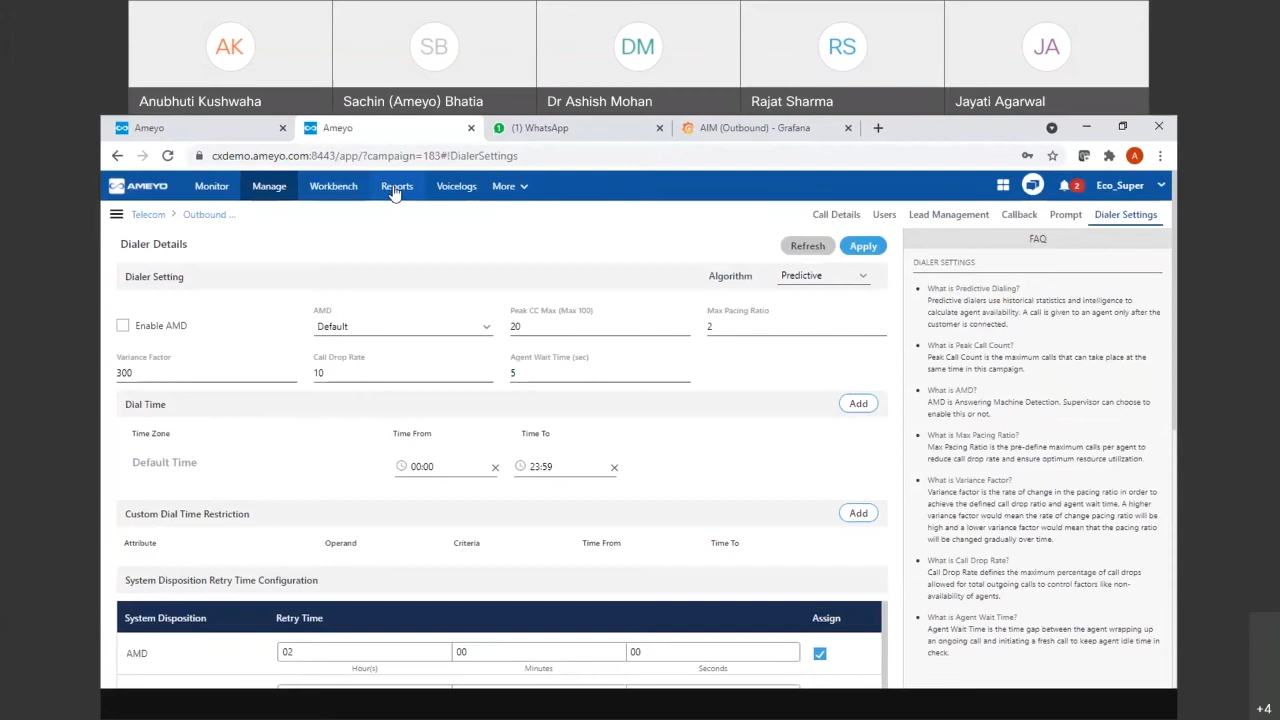 AK
SB
DM
RS
JA
Anubhuti Kushwaha
Sachin (Ameyo) Bhatia
Dr Ashish Mohan
Rajat Sharma
Jayati Agarwal
Ameyo
Ameyo
(1) WhatsApp
AIM (Outbound) - Grafana
cxdemo.ameyo.com:8443/app/?campaign=183#!DialerSettings
A
AMEYO
Monitor
Manage
Workbench
Reports
Voicelogs
More
2
Eco_Super
Telecom > Outbound ...
Call Details
Users
Lead Management
Callback
Prompt
Dialer Settings
Dialer Details
Refresh
Apply
Dialer Setting
Algorithm
Predictive
Enable AMD
AMD
Default
Peak CC Max (Max 100)
20
Max Pacing Ratio
2
Variance Factor
300
Call Drop Rate
10
Agent Wait Time (sec)
5
Dial Time
Add
Time Zone
Time From
Time To
Default Time
00:00
23:59
Custom Dial Time Restriction
Add
Attribute
Operand
Criteria
Time From
Time To
System Disposition Retry Time Configuration
System Disposition
Retry Time
Assign
AMD
02
00
00
Hour(s)
Minutes
Seconds
FAQ
DIALER SETTINGS
What is Predictive Dialing?
Predictive dialers use historical statistics and intelligence to
calculate agent availability. A call is given to an agent only after the
customer is connected.
What is Peak Call Count?
Peak Call Count is the maximum calls that can take place at the
same time in this campaign.
What is AMD?
AMD is Answering Machine Detection. Supervisor can choose to
enable this or not.
What is Max Pacing Ratio?
Max Pacing Ratio is the pre-define maximum calls per agent to
reduce call drop rate and ensure optimum resource utilization.
What is Variance Factor?
Variance factor is the rate of change in the pacing ratio in order to
achieve the defined call drop ratio and agent wait time. A higher
variance factor would mean the rate of change pacing ratio will be
high and a lower variance factor would mean that the pacing ratio
will be changed gradually over time.
What is Call Drop Rate?
Call Drop Rate defines the maximum percentage of call drops
allowed for total outgoing calls to control factors like non-
availability of agents.
What is Agent Wait Time?
Agent Wait Time is the time gap between the agent wrapping up
an ongoing call and initiating a fresh call to keep agent idle time in
check.
+4